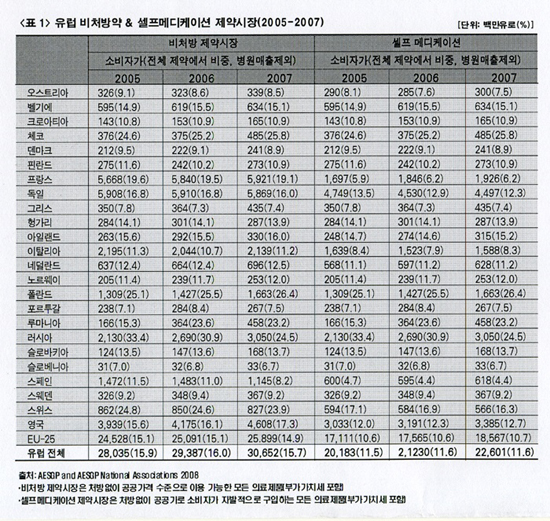 <표 1> 유럽 비처방약 & 셀프메디케이션 제약시장(2005-2007) [단위: 백만유로(%)]
비처방 제약시장 셀프 메디케이션
소비자가(전체 제약에서 비중, 병원매출제외) 소비자가(전체 제약에서 비중, 병원매출제외)
2005 2006 2007 2005 2006 2007
오스트리아 326(9.1) 323(8.6) 339(8.5) 290(8.1) 285(7.6) 300(7.5)
벨기에 595(14.9) 619(15.5) 634(15.1) 595(14.9) 619(15.5) 634(15.1)
크로아티아 143(10.8) 153(10.9) 165(10.9) 143(10.8) 153(10.9) 165(10.9)
체코 376(24.6) 375(25.2) 485(25.8) 376(24.6) 375(25.2) 485(25.8)
덴마크 212(9.5) 222(9.1) 241(8.9) 212(9.5) 222(9.1) 241(8.9)
핀란드 275(11.6) 242(10.2) 273(10.9) 275(11.6) 242(10.2) 273(10.9)
프랑스 5,668(19.6) 5,840(19.5) 5,921(19.1) 1,697(5.9) 1,846(6.2) 1,926(6.2)
독일 5,908(16.8) 5,910(16.8) 5,869(16.0) 4,749(13.5) 4,530(12.9) 4,497(12.3)
그리스 350(7.8) 364(7.3) 435(7.4) 350(7.8) 364(7.3) 435(7.4)
헝가리 284(14.1) 301(14.1) 287(13.9) 284(14.1) 301(14.1) 287(13.9)
아일랜드 263(15.6) 292(15.5) 330(16.0) 248(14.7) 274(14.6) 315(15.2)
이탈리아 2,195(11.3) 2,044(10.7) 2,139(11.2) 1,639(8.4) 1,523(7.9) 1,588(8.3)
네덜란드 637(12.4) 664(12.4) 696(12.5) 568(11.1) 597(11.2) 628(11.2)
노르웨이 205(11.4) 239(11.7) 253(12.0) 205(11.4) 239(11.7) 253(12.0)
폴란드 1,309(25.1) 1,427(25.5) 1,663(26.4) 1,309(25.1) 1,427(25.5) 1,663(26.4)
포르투갈 238(7.1) 284(8.4) 267(7.5) 238(7.1) 284(8.4) 267(7.5)
루마니아 166(15.3) 364(23.6) 458(23.2) 166(15.3) 364(23.6) 458(23.2)
러시아 2,130(33.4) 2,690(30.9) 3,050(24.5) 2,130(33.4) 2,690(30.9) 3,050(24.5)
슬로바키아 124(13.5) 147(13.6) 168(13.7) 124(13.5) 147(13.6) 168(13.7)
슬로베니아 31(7.0) 32(6.8) 33(6.7) 31(7.0) 32(6.8) 33(6.7)
스페인 1,472(11.5) 1,483(11.0) 1,145(8.2) 600(4.7) 595(4.4) 618(4.4)
스웨덴 326(9.2) 348(9.4) 367(9.2) 326(9.2) 348(9.4) 367(9.2)
스위스 862(24.8) 850(24.6) 827(23.9) 594(17.1) 584(16.9) 566(16.3)
영국 3,939(15.6) 4,175(16.1) 4,608(17.3) 3,033(12.0) 3,191(12.3) 3,385(12.7)
EU-25 24,528(15.1) 25,091(15.1) 25.899(14.9) 17,111(10.6) 17,565(10.6) 18,567(10.7)
유럽 전체 28,035(15.9) 29,387(16.0) 30,652(15.7) 20,183(11.5) 2,1230(11.6) 22,601(11.6
출처: AESGP and AESGP National Associations 2008
·비처방 제약시장은 처방없이 공공가격 수준으로 이용 가능한 모든 의료제품(부가가치세 포함)
·셀프메디케이션 제약시장은 처방없이 공공가로 소비자가 자발적으로 구입하는 모든 의료제품(부가가치세 포함)